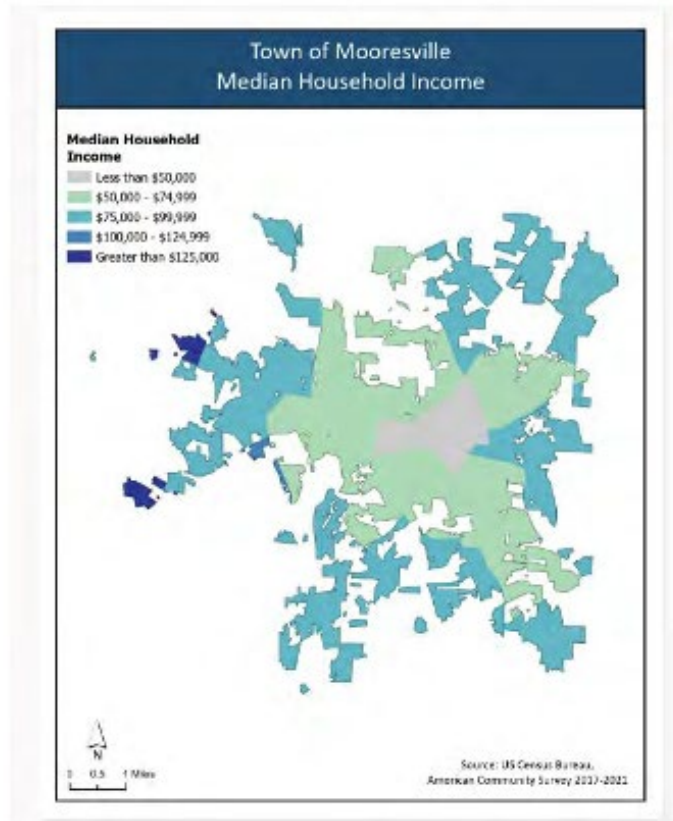 Town of Mooresville
Median Household Income
Median Household
Income
Less than $50,000
$50,000 - $74,999
$75,000 - $99,999
$100,000 - $124,999
Greater than $125,000
N
0 0.5 1 Miles
Source: US Census Bureau,
American Community Survey 2017-2021